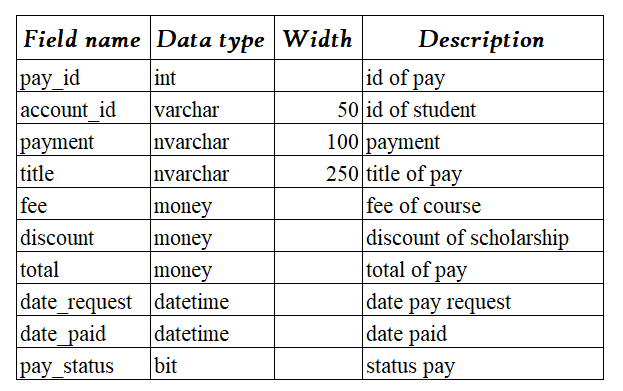 Field name Data type Width Description
pay_id int id of pay
account_id varchar 50 id of student
payment nvarchar 100 payment
title nvarchar 250 title of pay
fee money fee of course
discount money discount of scholarship
total money total of pay
date_request datetime date pay request
date_paid datetime date paid
pay_status bit status pay